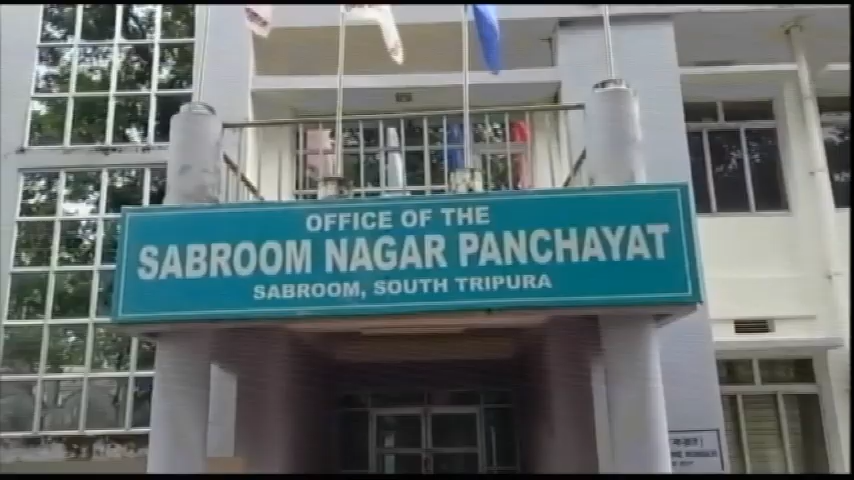 OFFICE OF THE
SABROOM NAGAR PANCHAYAT
SABROOM, SOUTH TRIPURA